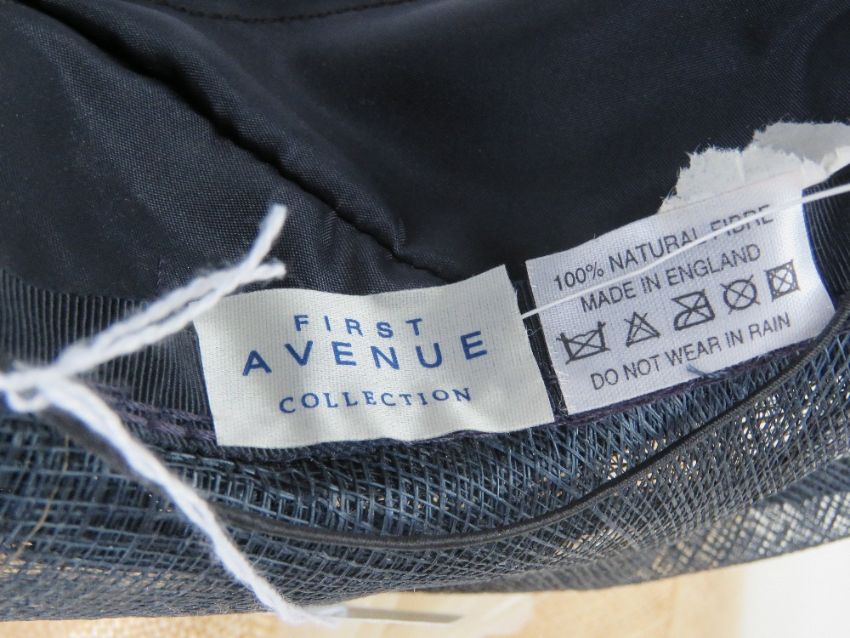 FIRST
AVENUE
COLLECTION
100% NATURAL FIBRE
MADE IN ENGLAND
DO NOT WEAR IN RAIN